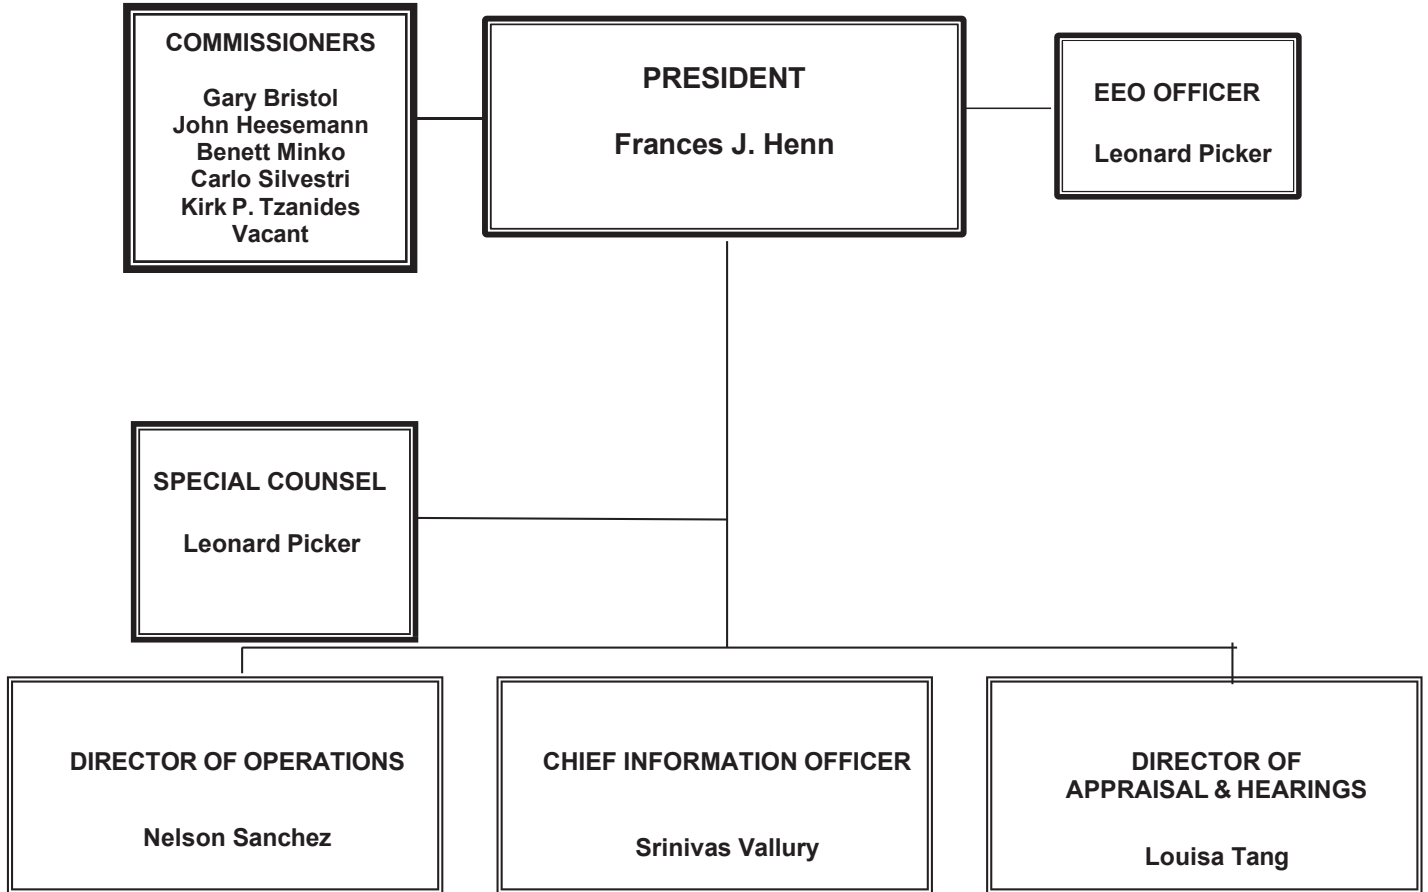 COMMISSIONERS
Gary Bristol
John Heesemann
Benett Minko
Carlo Silvestri
Kirk P. Tzanides
Vacant
PRESIDENT
Frances J. Henn
EEO OFFICER
Leonard Picker
SPECIAL COUNSEL
Leonard Picker
DIRECTOR OF OPERATIONS
Nelson Sanchez
CHIEF INFORMATION OFFICER
Srinivas Vallury
DIRECTOR OF
APPRAISAL & HEARINGS
Louisa Tang